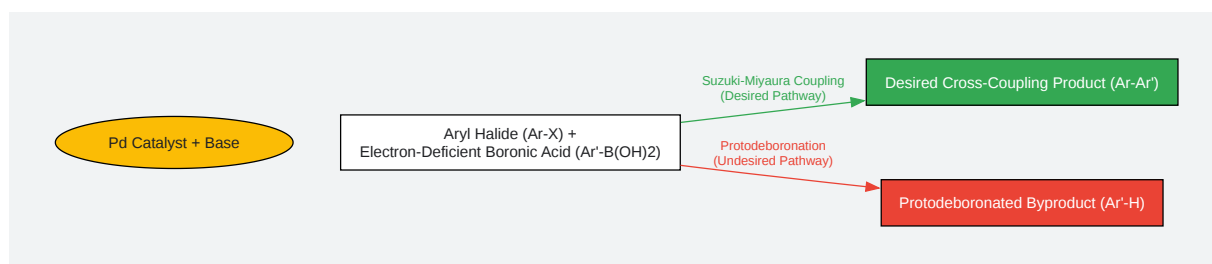 Pd Catalyst + Base
Aryl Halide (Ar-X) +
Electron-Deficient Boronic Acid (Ar'-B(OH)2)
Suzuki-Miyaura Coupling
(Desired Pathway)
Protodeboronation
(Undesired Pathway)
Desired Cross-Coupling Product (Ar-Ar')
Protodeboronated Byproduct (Ar'-H)